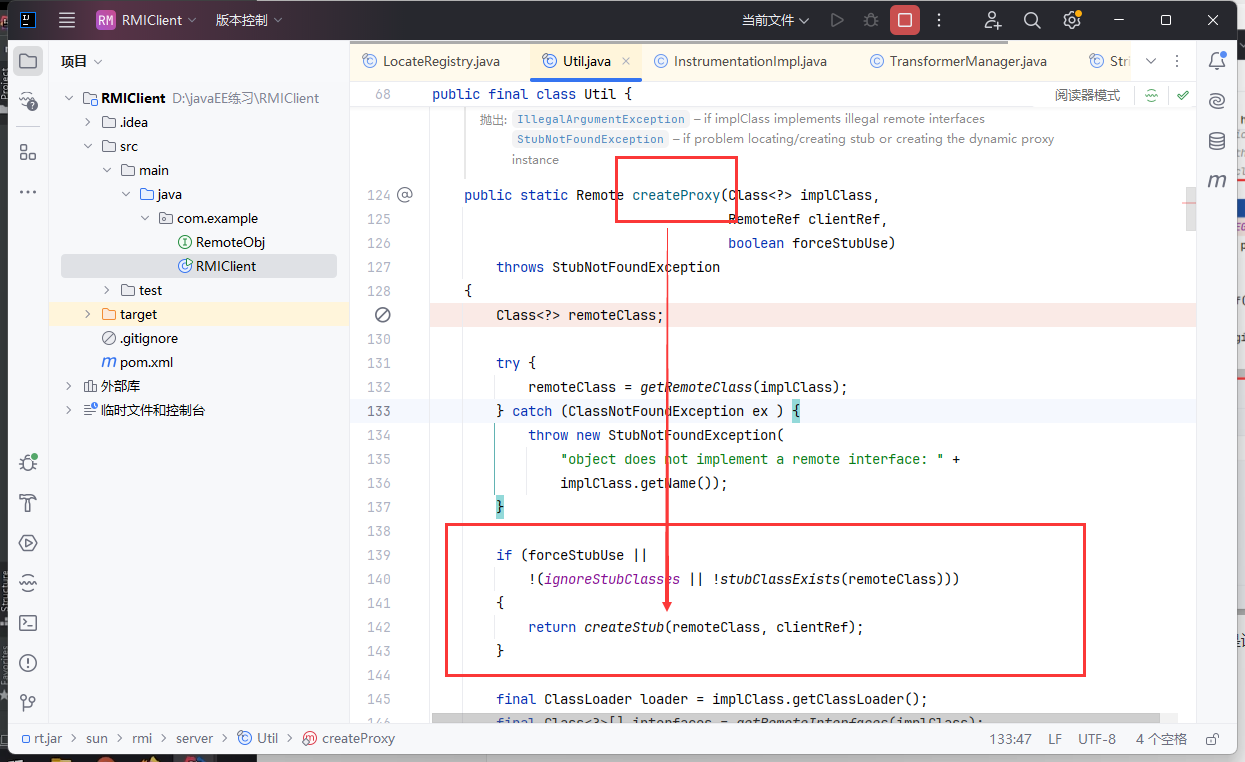 RM RMIClient 版本控制 当前文件
项目
RMIClient D:\javaEE练习\RMIClient
.idea
src
main
java
com.example
RemoteObj
RMIClient
test
target
.gitignore
pom.xml
外部库
临时文件和控制台
LocateRegistry.java Util.java InstrumentationImpl.java TransformerManager.java Stri
68 public final class Util { 阅读器模式
抛出: IllegalArgumentException – if implClass implements illegal remote interfaces
StubNotFoundException – if problem locating/creating stub or creating the dynamic proxy
instance
124 public static Remote createProxy(Class<?> implClass,
125 RemoteRef clientRef,
126 boolean forceStubUse)
127 throws StubNotFoundException
128 {
Class<?> remoteClass;
130
131 try {
132 remoteClass = getRemoteClass(implClass);
133 } catch (ClassNotFoundException ex ) {
134 throw new StubNotFoundException(
135 "object does not implement a remote interface: " +
136 implClass.getName());
137 }
138
139 if (forceStubUse ||
140 !(ignoreStubClasses || !stubClassExists(remoteClass)))
141 {
142 return createStub(remoteClass, clientRef);
143 }
144
145 final ClassLoader loader = implClass.getClassLoader();
146 final Class<?>[] interfaces = getRemoteInterfaces(implClass);
rt.jar sun rmi server Util createProxy 133:47 LF UTF-8 4 个空格